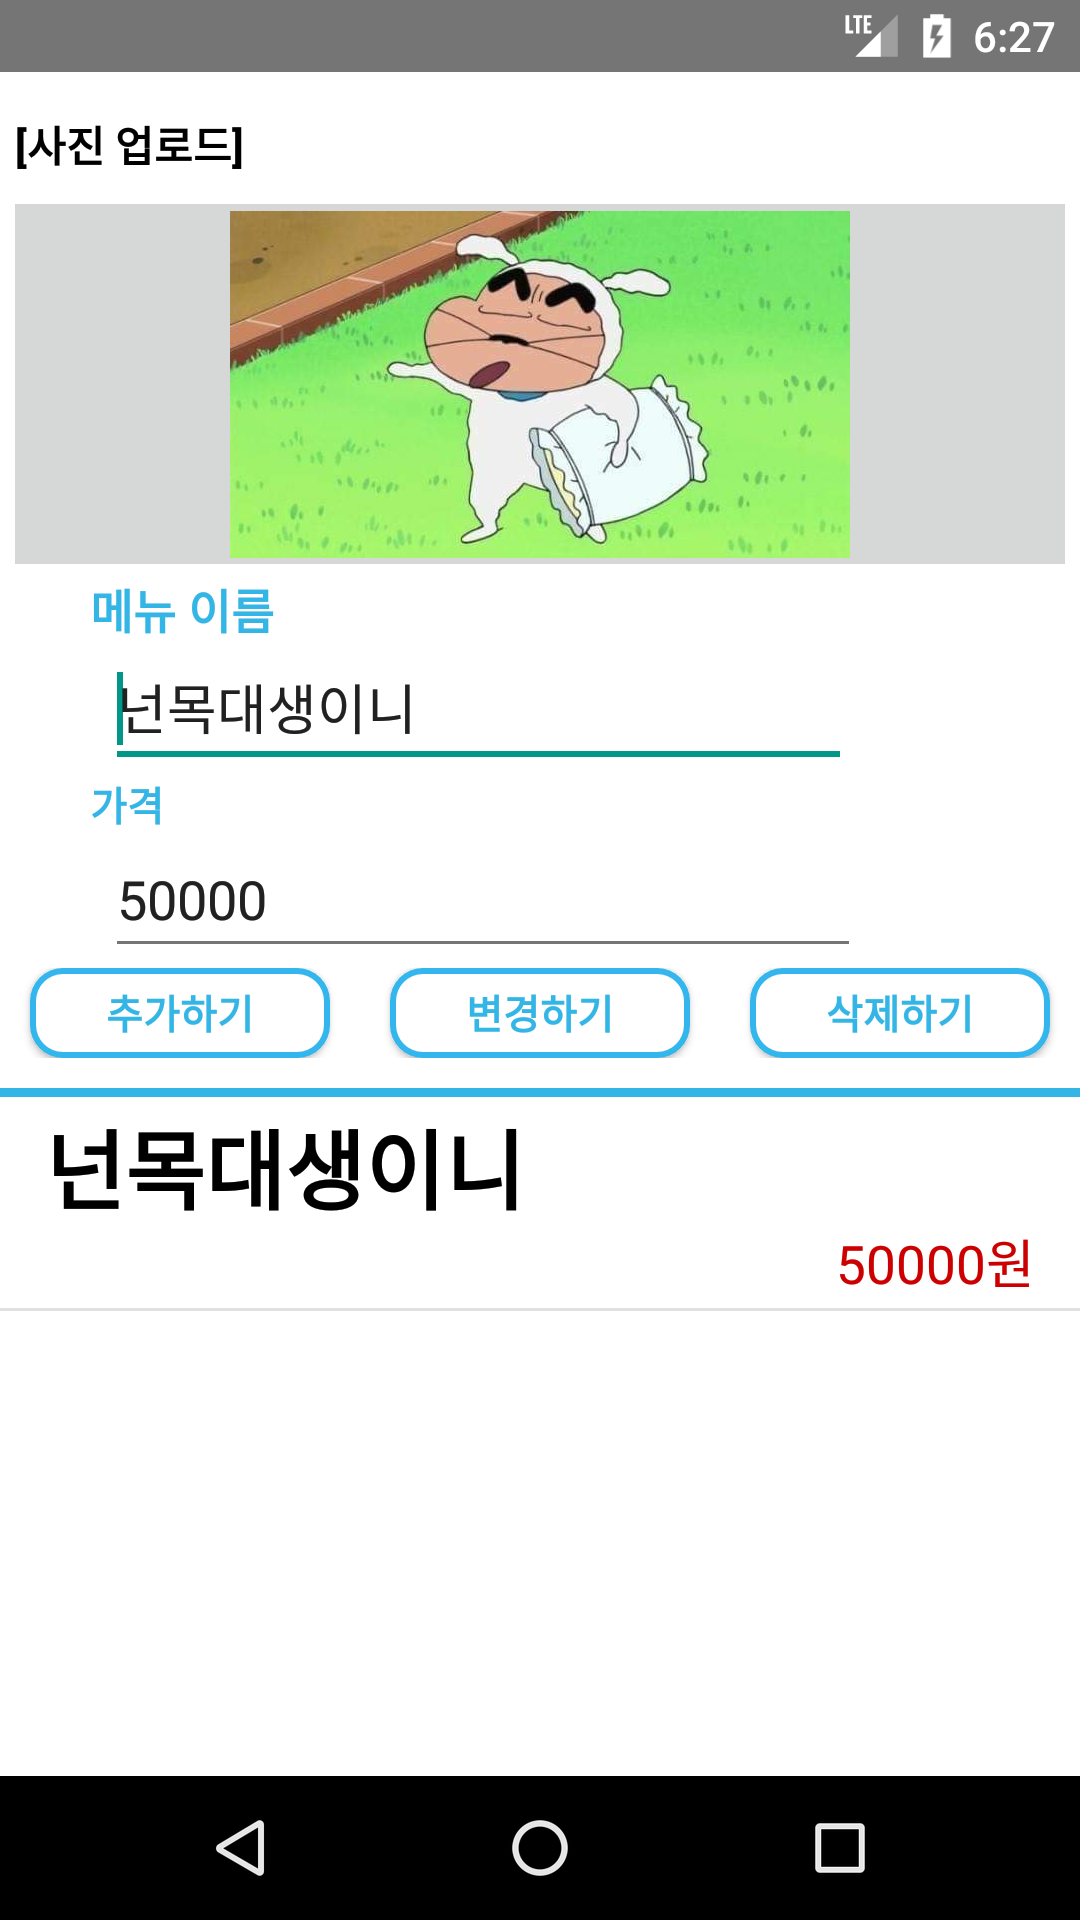 LTE 6:27
[사진 업로드]
메뉴 이름
넌목대생이니
가격
50000
추가하기 변경하기 삭제하기
넌목대생이니
50000원